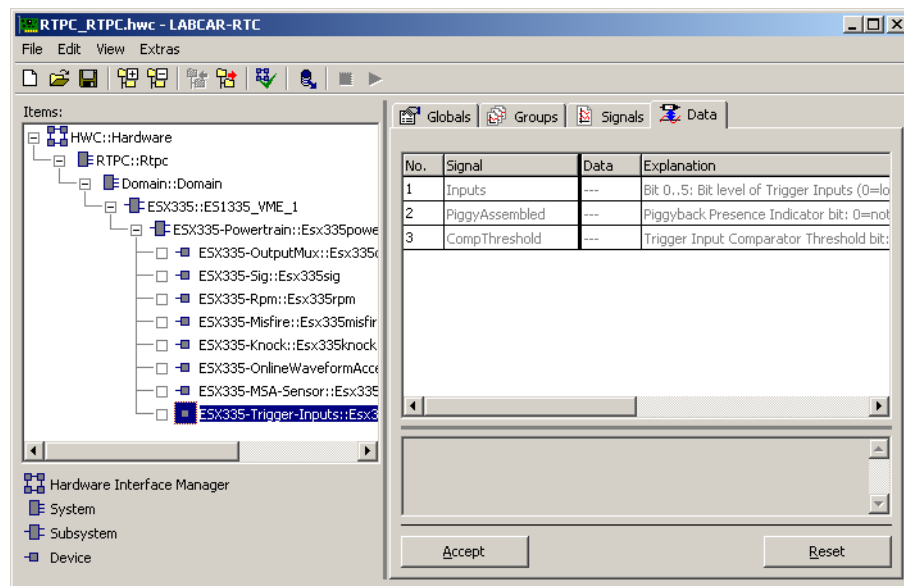 RTPC_RTPC.hwc - LABCAR-RTC
File Edit View Extras
Items:
HWC::Hardware
RTPC::Rtpc
Domain::Domain
ESX335::ES1335_VME_1
ESX335-Powertrain::Esx335powe
ESX335-OutputMux::Esx335o
ESX335-Sig::Esx335sig
ESX335-Rpm::Esx335rpm
ESX335-Misfire::Esx335misfir
ESX335-Knock::Esx335knock
ESX335-OnlineWaveformAcce
ESX335-MSA-Sensor::Esx335
ESX335-Trigger-Inputs::Esx3
Hardware Interface Manager
System
Subsystem
Device
Globals Groups Signals Data
No. Signal Data Explanation
1 Inputs --- Bit 0..5: Bit level of Trigger Inputs (0=lo
2 PiggyAssembled --- Piggyback Presence Indicator bit: 0=not
3 CompThreshold --- Trigger Input Comparator Threshold bit:
Accept Reset